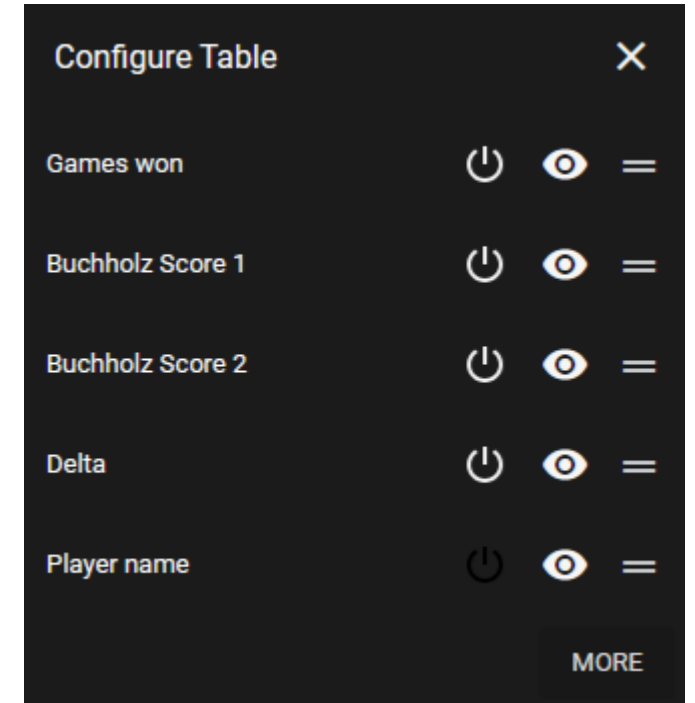 Configure Table
Games won
Buchholz Score 1
Buchholz Score 2
Delta
Player name
MORE